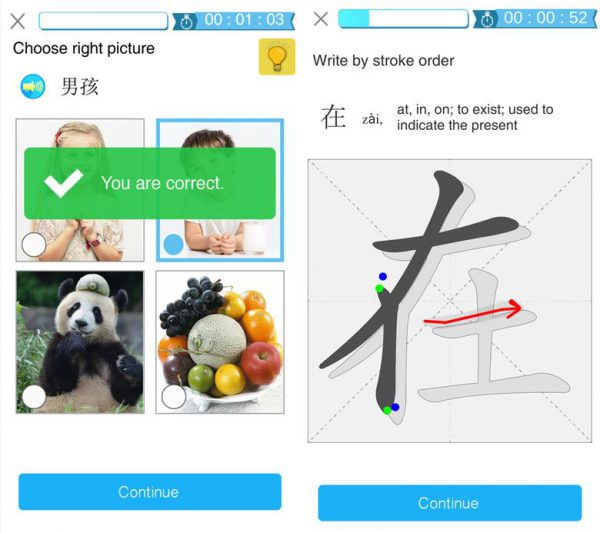 00 : 01 : 03
Choose right picture
男孩
You are correct.
Continue
00 : 00 : 52
Write by stroke order
在 zài, at, in, on; to exist; used to
indicate the present
在
Continue